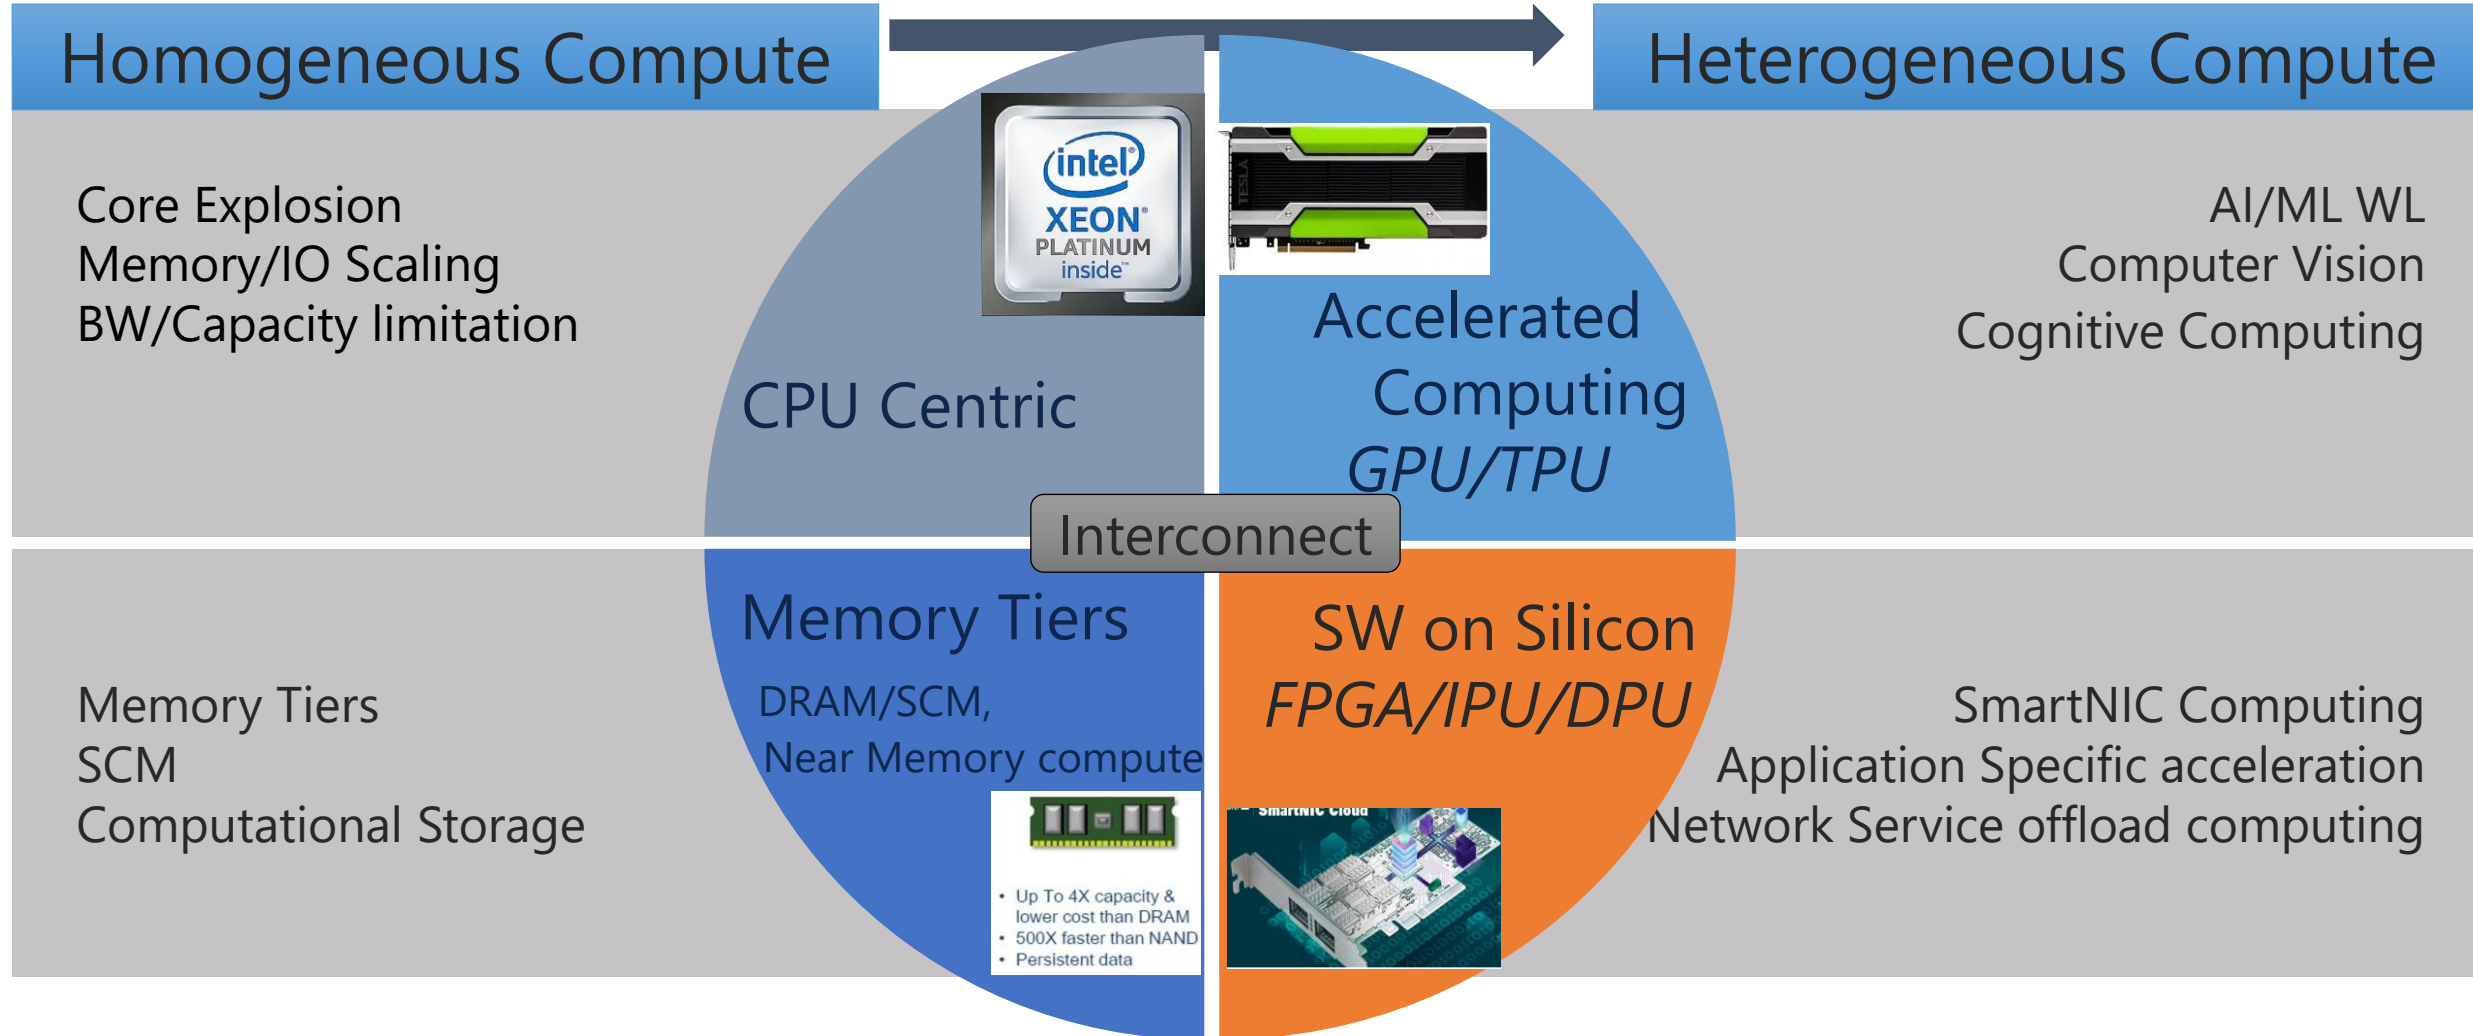 Homogeneous Compute
Heterogeneous Compute
Core Explosion
Memory/IO Scaling
BW/Capacity limitation
intel®
XEON®
PLATINUM
inside™
CPU Centric
TESLA
Accelerated
Computing
GPU/TPU
AI/ML WL
Computer Vision
Cognitive Computing
Interconnect
Memory Tiers
SCM
Computational Storage
Memory Tiers
DRAM/SCM,
Near Memory compute
• Up To 4X capacity &
lower cost than DRAM
• 500X faster than NAND
• Persistent data
SW on Silicon
FPGA/IPU/DPU
SmartNIC Cloud
SmartNIC Computing
Application Specific acceleration
Network Service offload computing